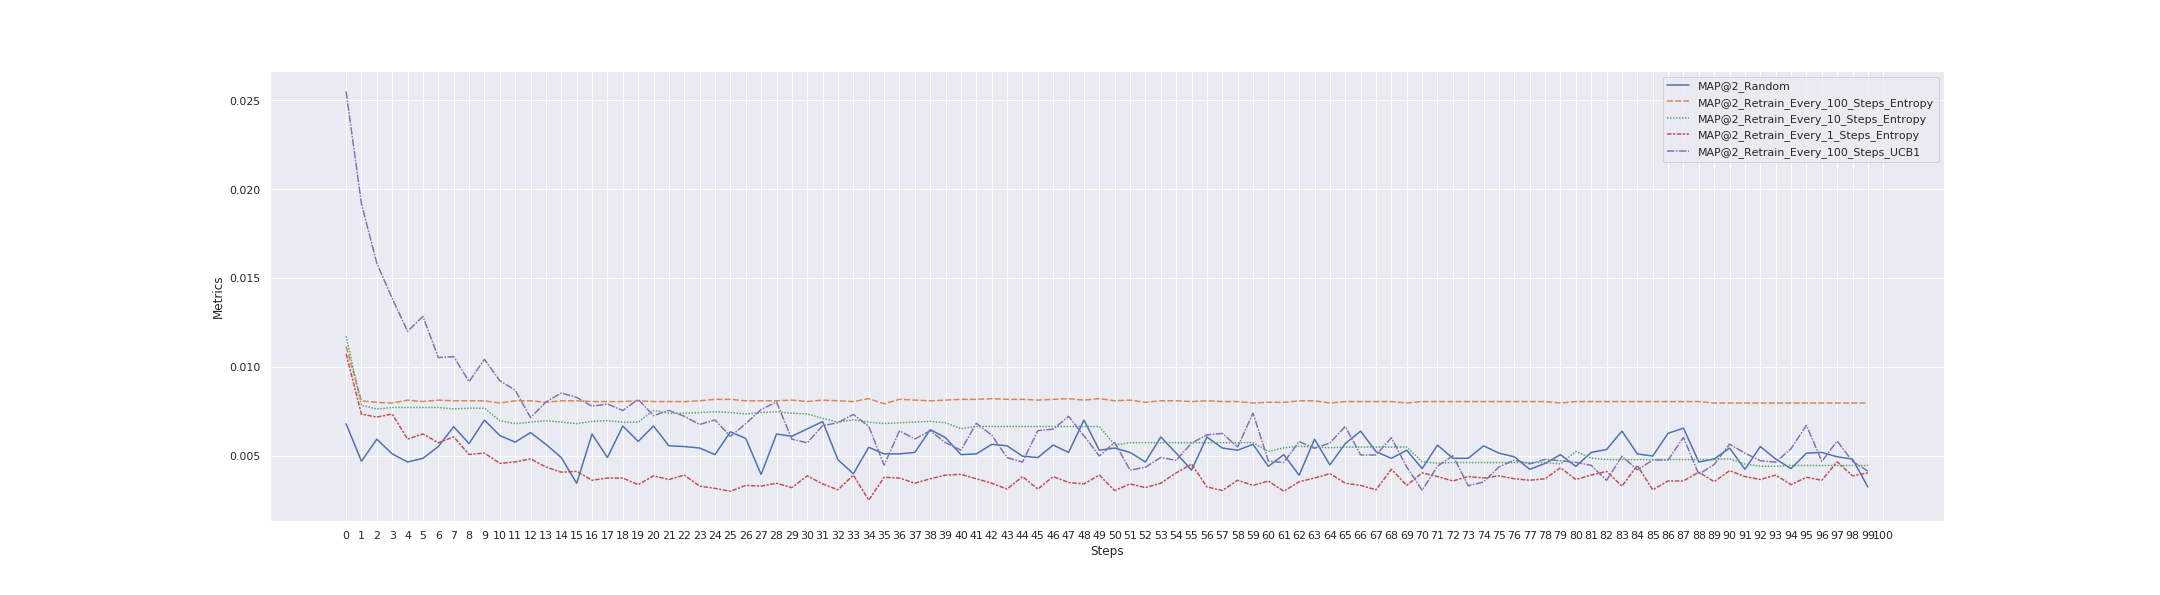 MAP@2_Random
MAP@2_Retrain_Every_100_Steps_Entropy
MAP@2_Retrain_Every_10_Steps_Entropy
MAP@2_Retrain_Every_1_Steps_Entropy
MAP@2_Retrain_Every_100_Steps_UCB1
0.025
0.020
0.015
0.010
0.005
Metrics
0 1 2 3 4 5 6 7 8 9 10 11 12 13 14 15 16 17 18 19 20 21 22 23 24 25 26 27 28 29 30 31 32 33 34 35 36 37 38 39 40 41 42 43 44 45 46 47 48 49 50 51 52 53 54 55 56 57 58 59 60 61 62 63 64 65 66 67 68 69 70 71 72 73 74 75 76 77 78 79 80 81 82 83 84 85 86 87 88 89 90 91 92 93 94 95 96 97 98 99 100
Steps